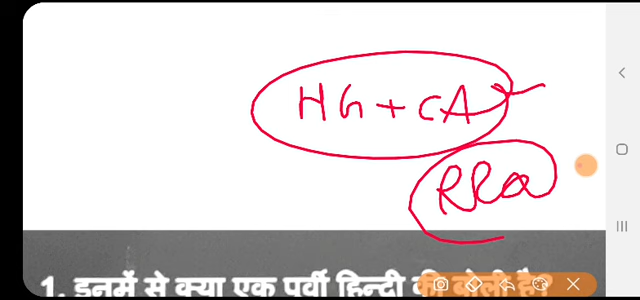 HG + CA
RRa
1. इनमें से क्या एक पूर्वी हिन्दी की बोली है?